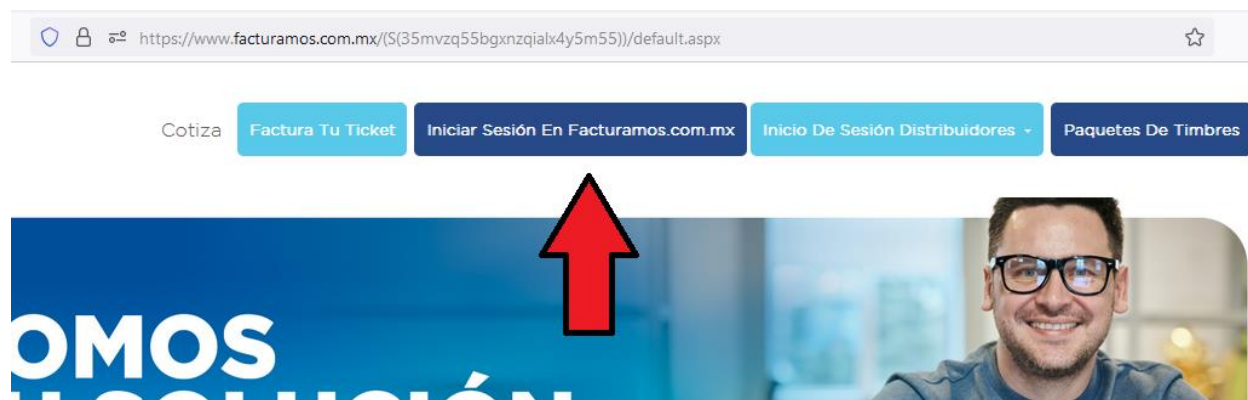 https://www.facturamos.com.mx/(S(35mvzq55bgxnzqialx4y5m55))/default.aspx
Cotiza Factura Tu Ticket Iniciar Sesión En Facturamos.com.mx Inicio De Sesión Distribuidores Paquetes De Timbres
OMOS
U SOLUCIÓN